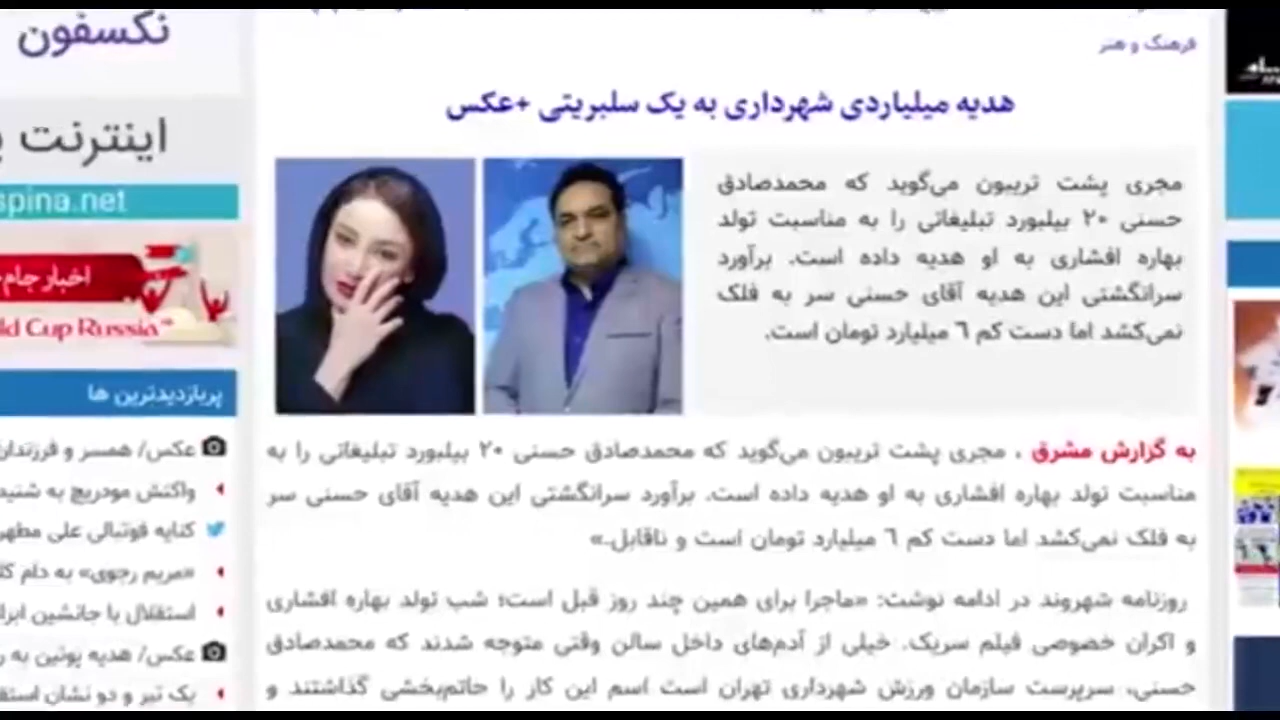 فرهنگ و هنر
هدیه میلیاردی شهرداری به یک سلبریتی +عکس
مجری پشت تریبون می‌گوید که محمدصادق
حسنی ۲۰ بیلبورد تبلیغاتی را به مناسبت تولد
بهاره افشاری به او هدیه داده است. برآورد
سرانگشتی این هدیه آقای حسنی سر به فلک
نمی‌کشد اما دست کم ٦ میلیارد تومان است.
به گزارش مشرق ، مجری پشت تریبون می‌گوید که محمدصادق حسنی ۲۰ بیلبورد تبلیغاتی را به
مناسبت تولد بهاره افشاری به او هدیه داده است. برآورد سرانگشتی این هدیه آقای حسنی سر
به فلک نمی‌کشد اما دست کم ٦ میلیارد تومان است و ناقابل.»
روزنامه شهروند در ادامه نوشت: «ماجرا برای همین چند روز قبل است؛ شب تولد بهاره افشاری
و اکران خصوصی فیلم سریک. خیلی از آدم‌های داخل سالن وقتی متوجه شدند که محمدصادق
حسنی، سرپرست سازمان ورزش شهرداری تهران است اسم این کار را حاتم‌بخشی گذاشتند و
نکسفون
اینترنت
spina.net
اخبار جام
ld Cup Russia
پربازدیدترین ها
عکس/ همسر و فرزندان
واکنش مودریچ به شنید
کنایه فوتبالی علی مطهر
«مریم رجوی» به دام
استقلال با جانشین ابرا
عکس/ هدیه پوتین به ر
یک تیر و دو نشان استق